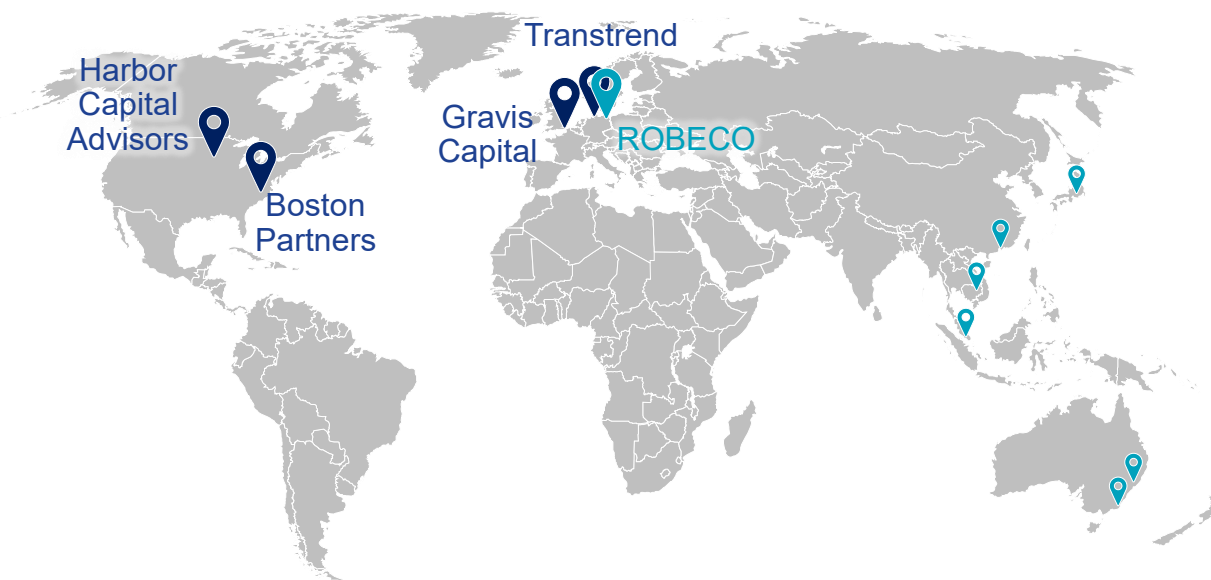 Transtrend
Harbor
Capital
Advisors
Gravis
Capital
ROBECO
Boston
Partners